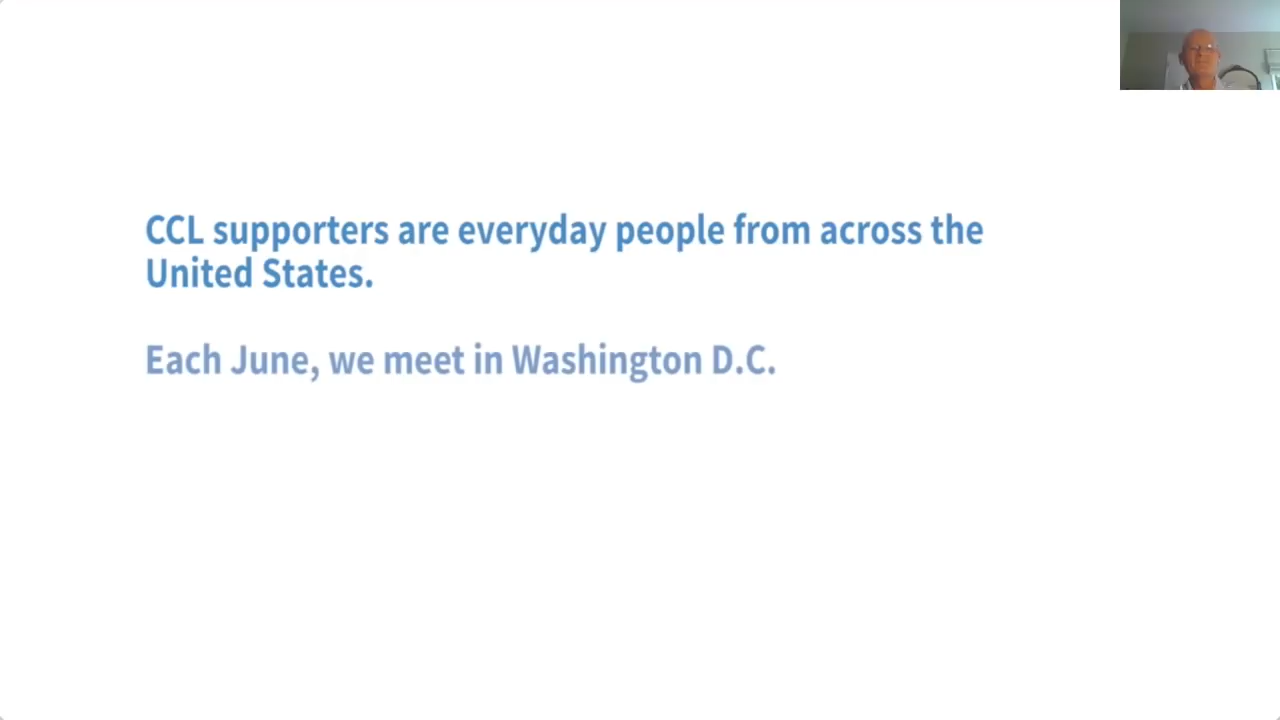 CCL supporters are everyday people from across the
United States.
Each June, we meet in Washington D.C.